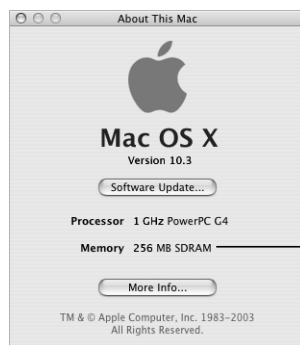 About This Mac
Mac OS X
Version 10.3
Software Update...
Processor 1 GHz PowerPC G4
Memory 256 MB SDRAM
More Info...
TM & © Apple Computer, Inc. 1983–2003
All Rights Reserved.